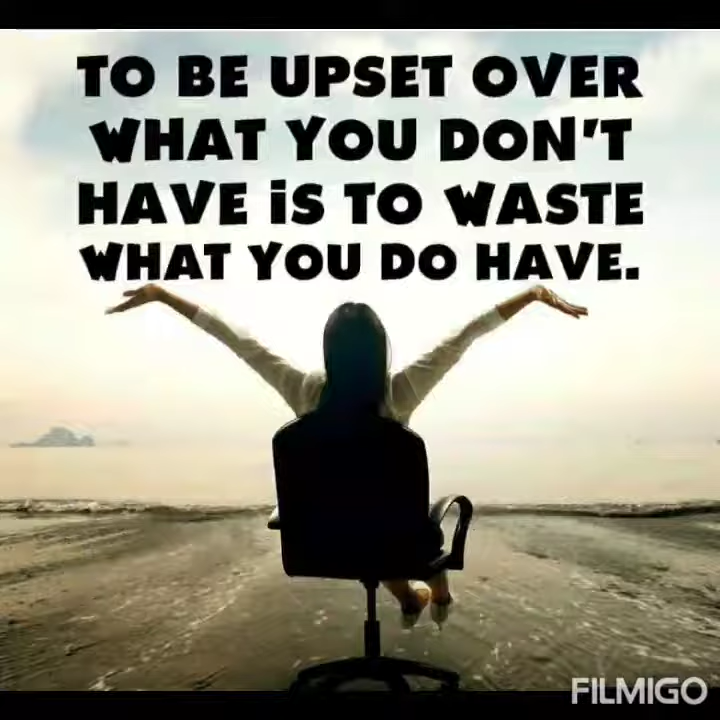 TO BE UPSET OVER
WHAT YOU DON'T
HAVE iS TO WASTE
WHAT YOU DO HAVE.
FILMIGO